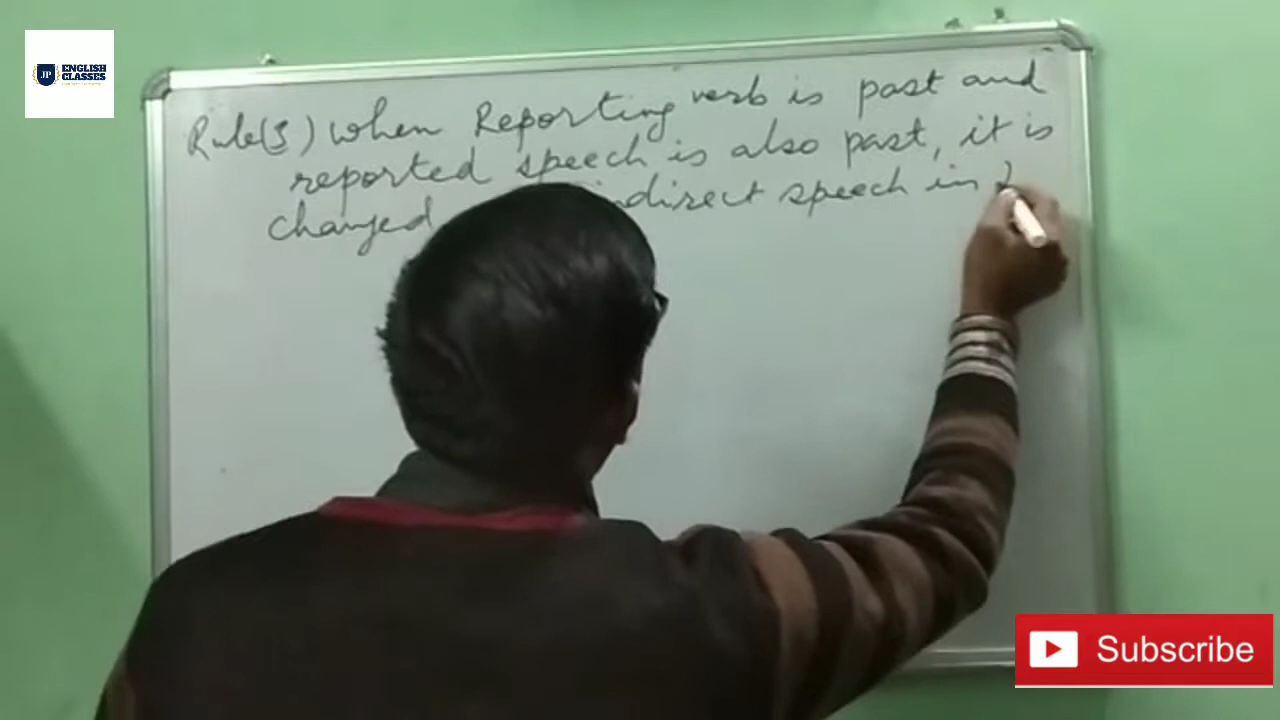 JP ENGLISH
CLASSES
Rule(3) when Reporting verb is past and
reported speech is also past, it is
changed indirect speech in
Subscribe